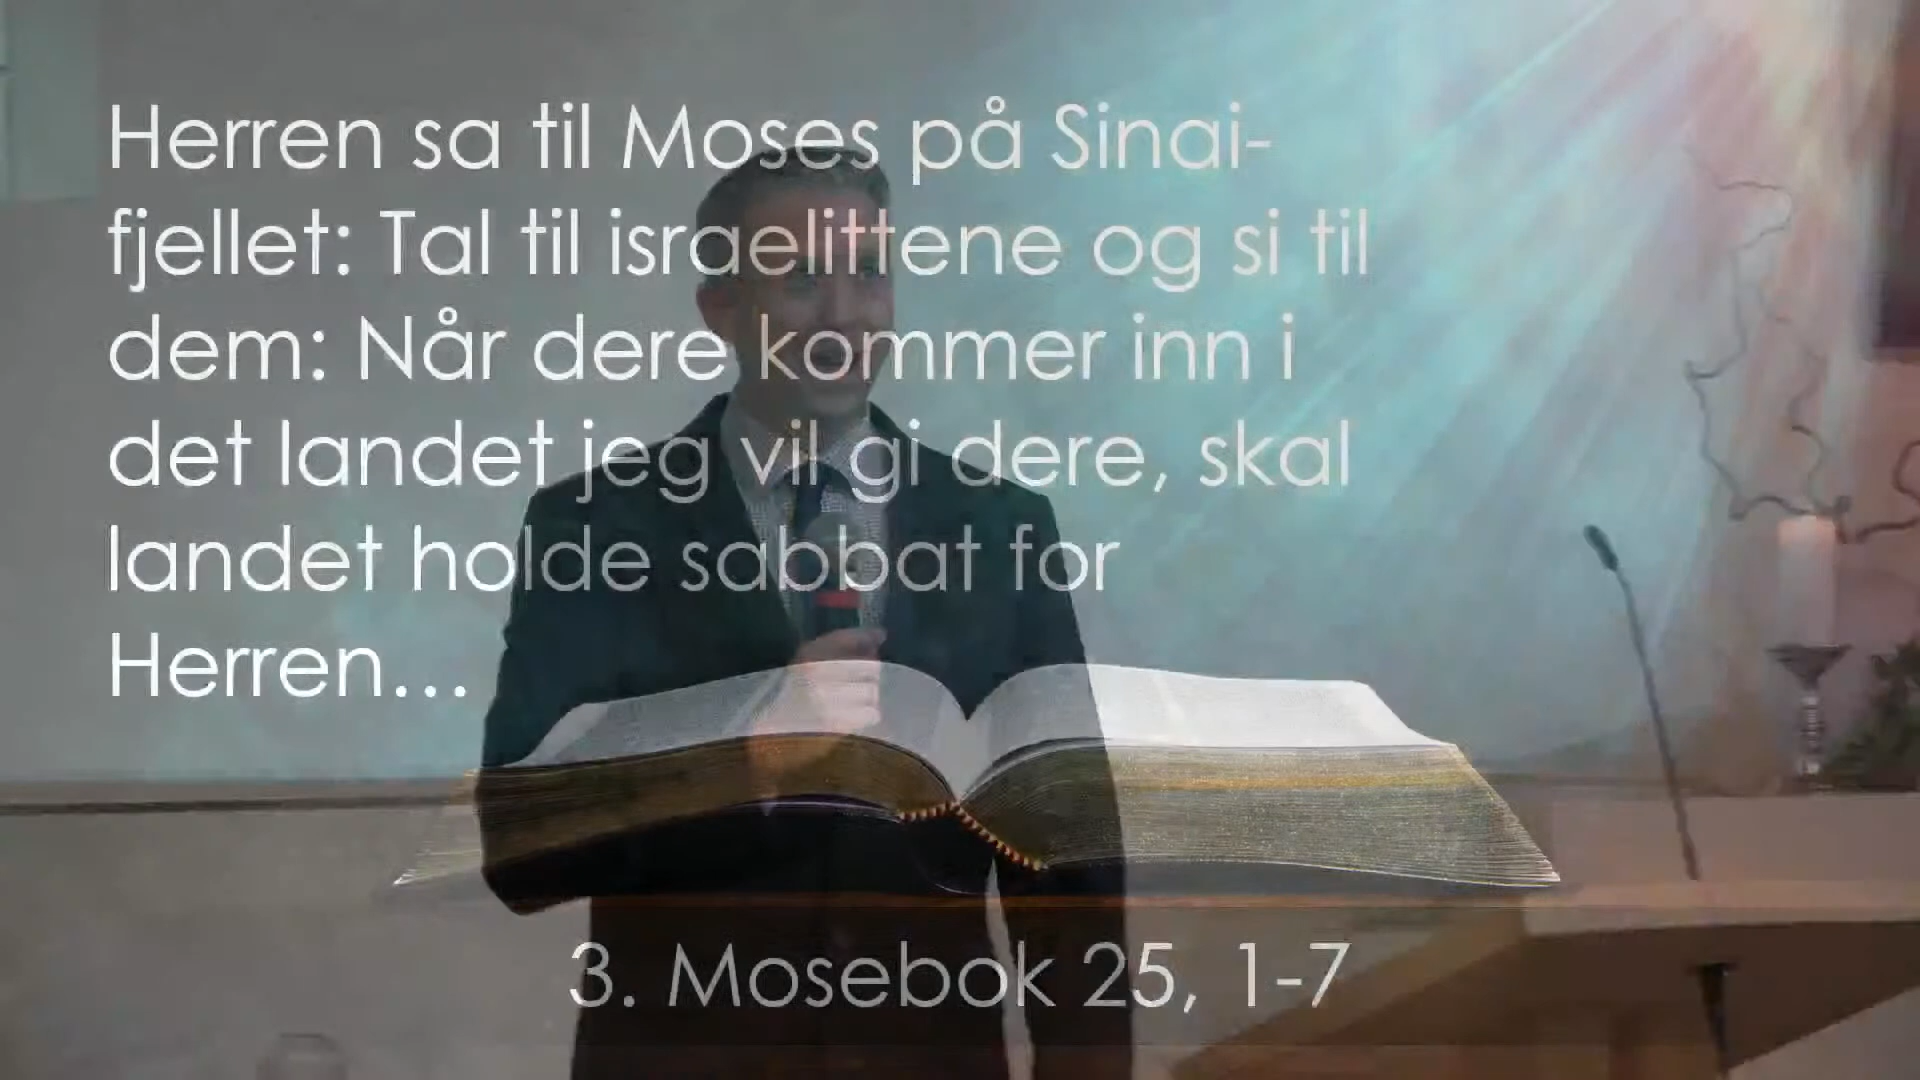 Herren sa til Moses på Sinai-
fjellet: Tal til israelittene og si til
dem: Når dere kommer inn i
det landet jeg vil gi dere, skal
landet holde sabbat for
Herren...
3. Mosebok 25, 1-7